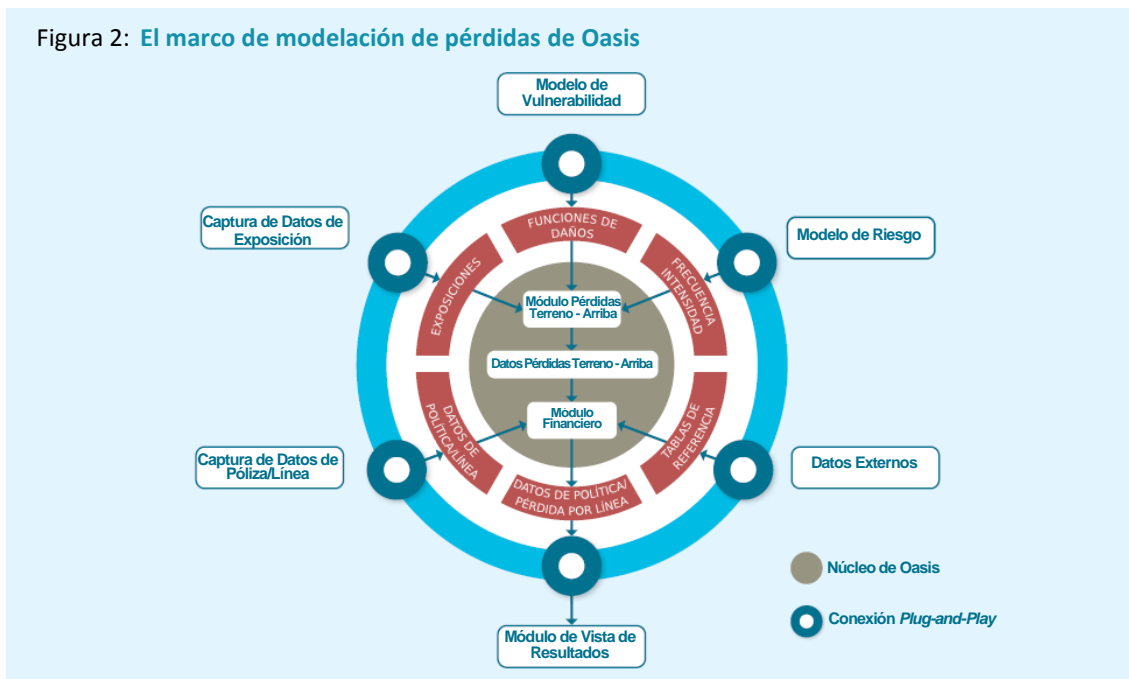 Figura 2: El marco de modelación de pérdidas de Oasis
Modelo de
Vulnerabilidad
Captura de Datos de
Exposición
Modelo de Riesgo
FUNCIONES DE
DAÑOS
EXPOSICIONES
FRECUENCIA
INTENSIDAD
Módulo Pérdidas
Terreno - Arriba
Datos Pérdidas Terreno - Arriba
Módulo
Financiero
DATOS DE
POLÍTICA/LÍNEA
TABLAS DE
REFERENCIA
DATOS DE POLÍTICA/
PÉRDIDA POR LÍNEA
Captura de Datos de
Póliza/Línea
Datos Externos
Núcleo de Oasis
Conexión Plug-and-Play
Módulo de Vista de
Resultados